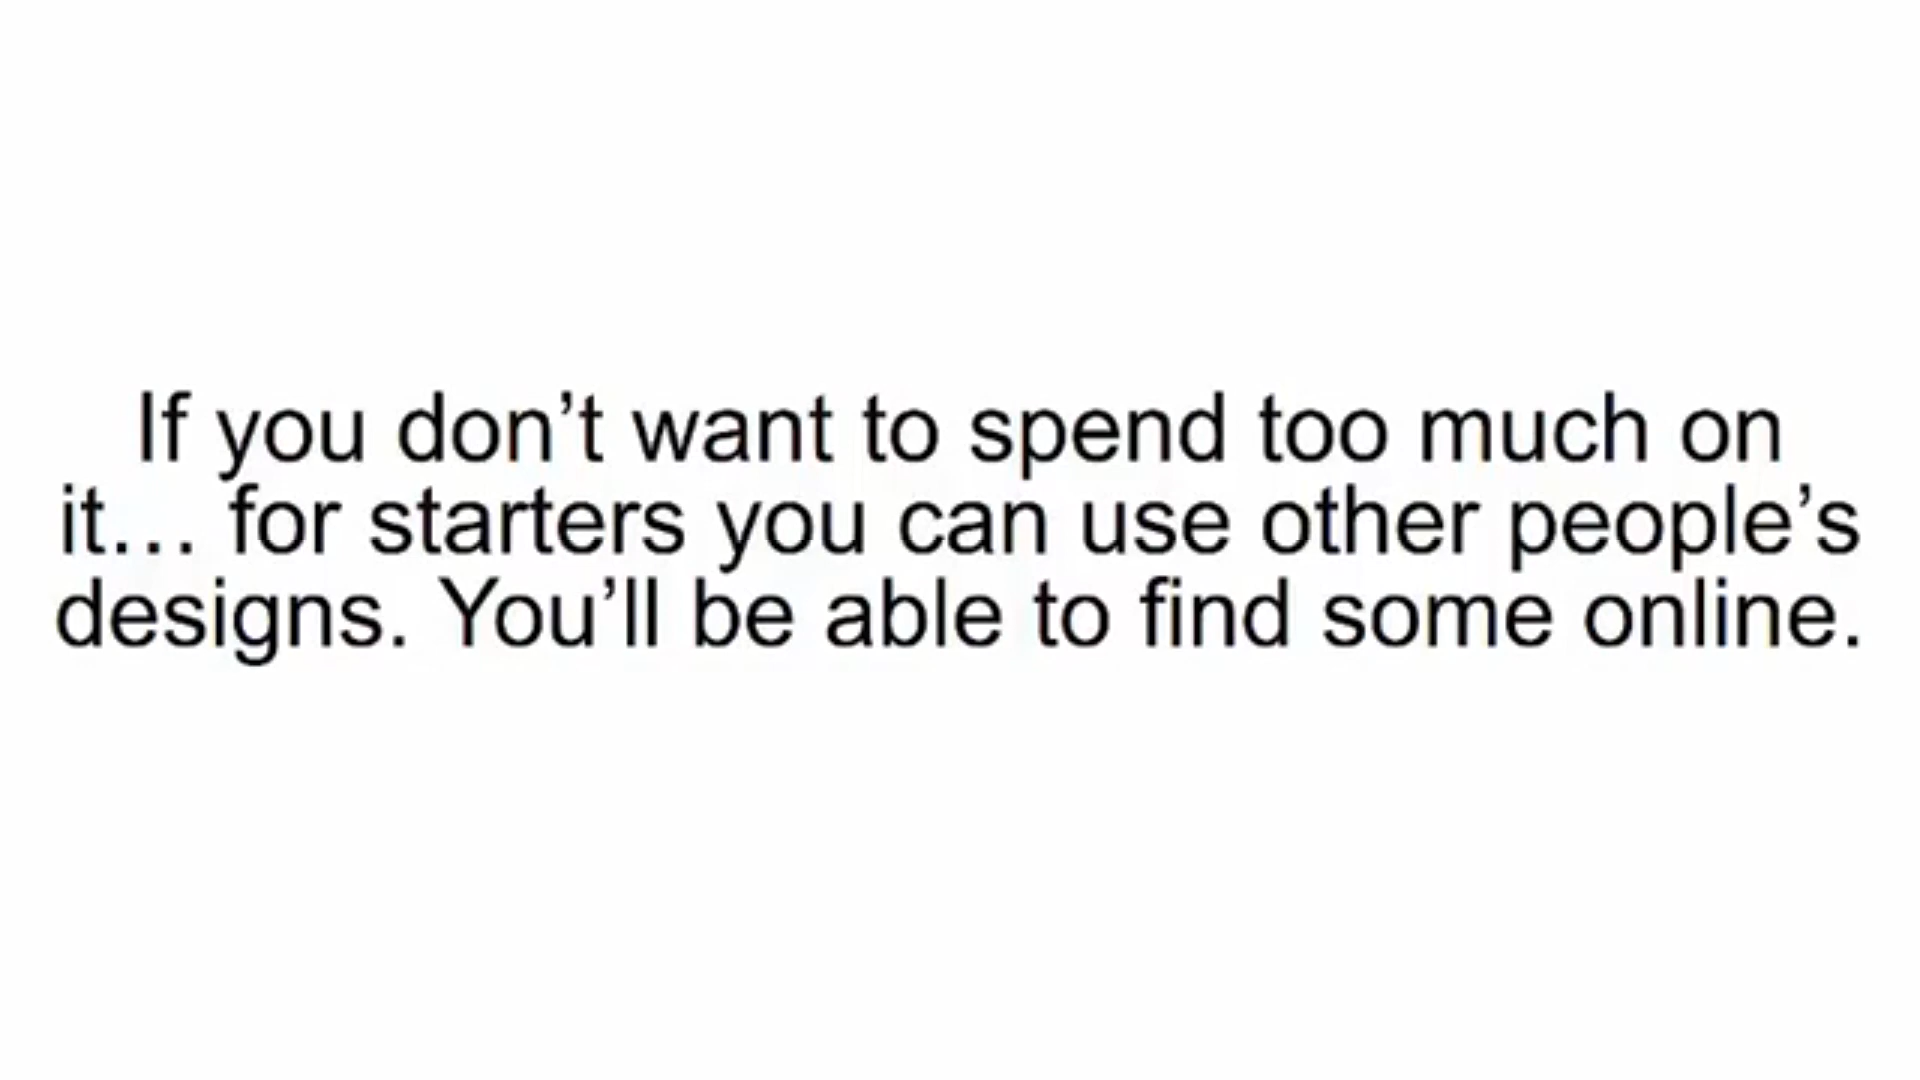 If you don’t want to spend too much on
it… for starters you can use other people’s
designs. You’ll be able to find some online.